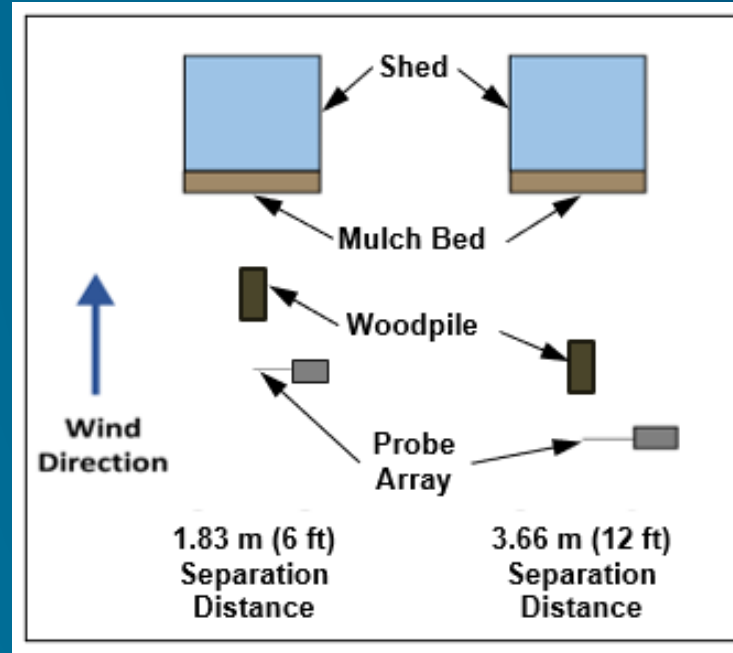 Shed
Mulch Bed
Woodpile
Wind
Direction
Probe
Array
1.83 m (6 ft)
Separation
Distance
3.66 m (12 ft)
Separation
Distance